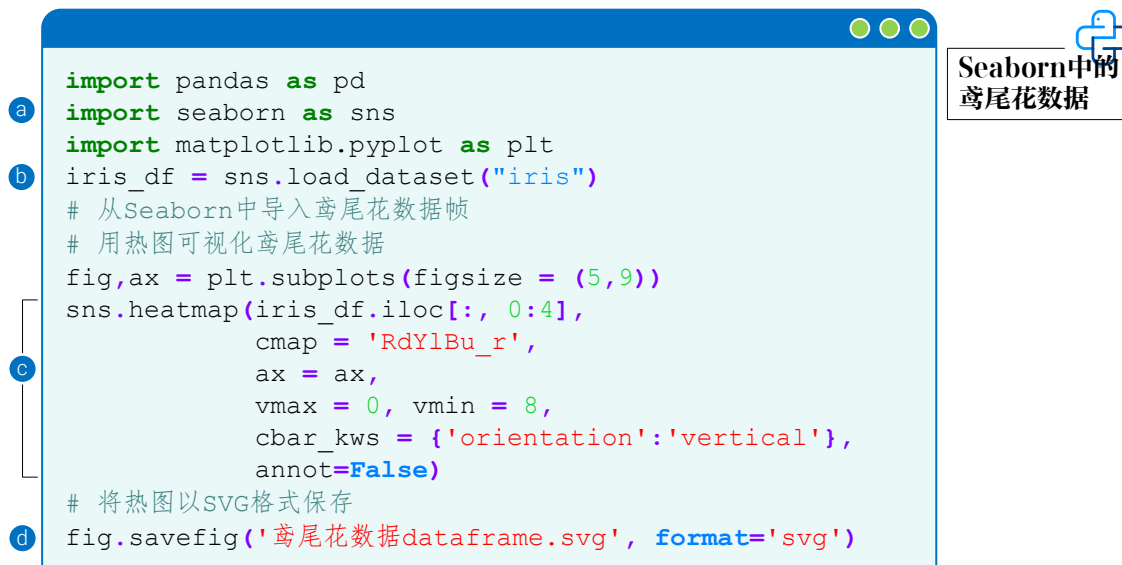 import pandas as pd
a
import seaborn as sns
import matplotlib.pyplot as plt
b
iris_df = sns.load_dataset("iris")
# 从Seaborn中导入鸢尾花数据帧
# 用热图可视化鸢尾花数据
fig,ax = plt.subplots(figsize = (5,9))
sns.heatmap(iris_df.iloc[:, 0:4],
cmap = 'RdYlBu_r',
c
ax = ax,
vmax = 0, vmin = 8,
cbar_kws = {'orientation':'vertical'},
annot=False)
# 将热图以SVG格式保存
d
fig.savefig('鸢尾花数据dataframe.svg', format='svg')
Seaborn中的
鸢尾花数据